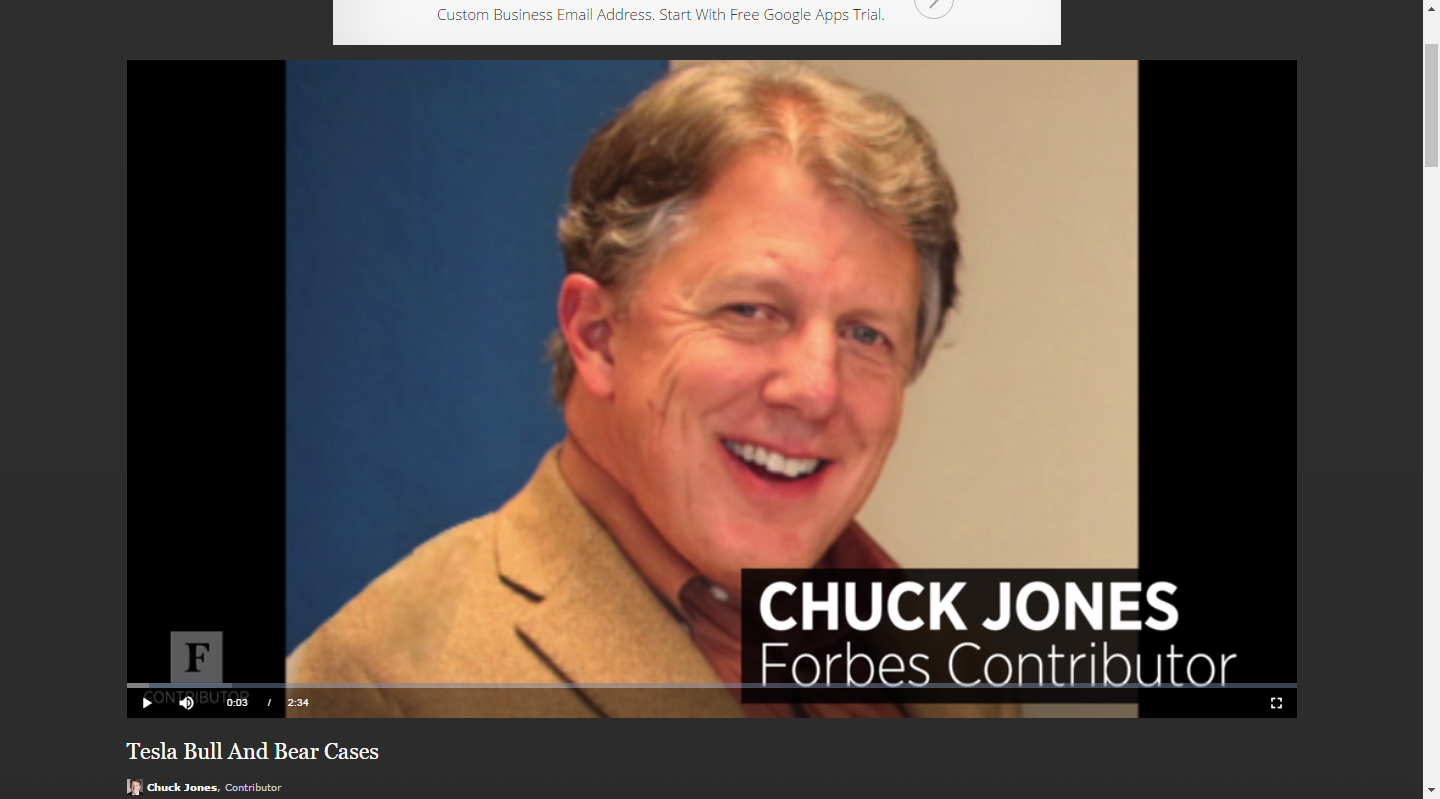 Custom Business Email Address. Start With Free Google Apps Trial.
CHUCK JONES
Forbes Contributor
F
CONTRIBUTOR
0:03 / 2:34
Tesla Bull And Bear Cases
Chuck Jones, Contributor